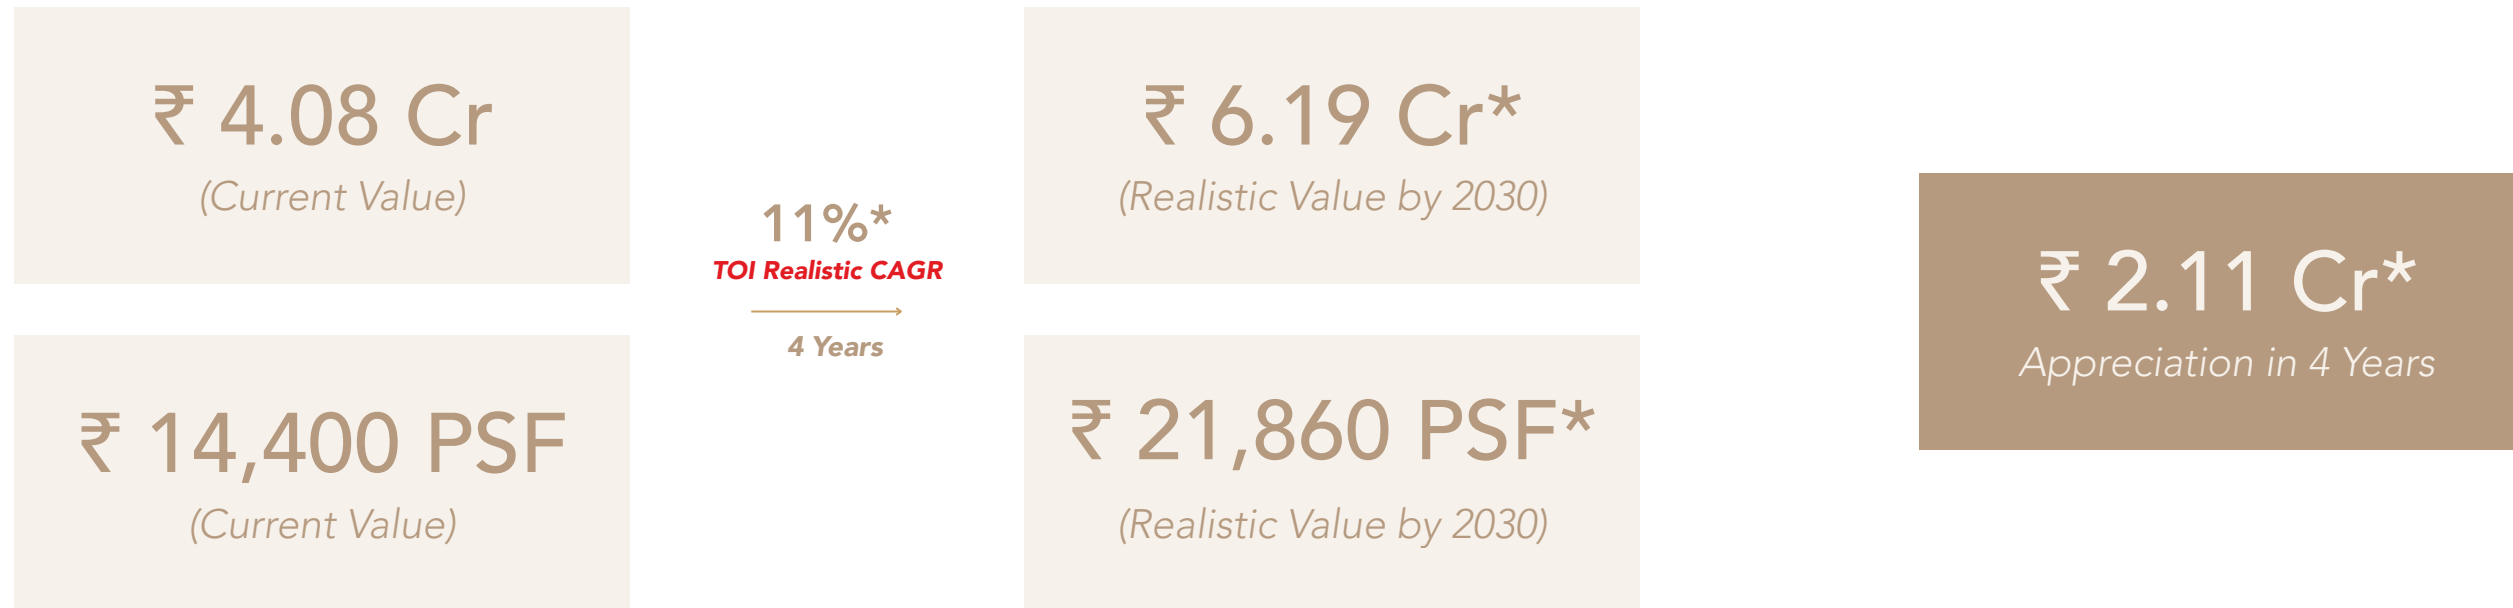 ₹ 4.08 Cr
(Current Value)
₹ 14,400 PSF
(Current Value)
11%*
TOI Realistic CAGR
4 Years
₹ 6.19 Cr*
(Realistic Value by 2030)
₹ 21,860 PSF*
(Realistic Value by 2030)
₹ 2.11 Cr*
Appreciation in 4 Years